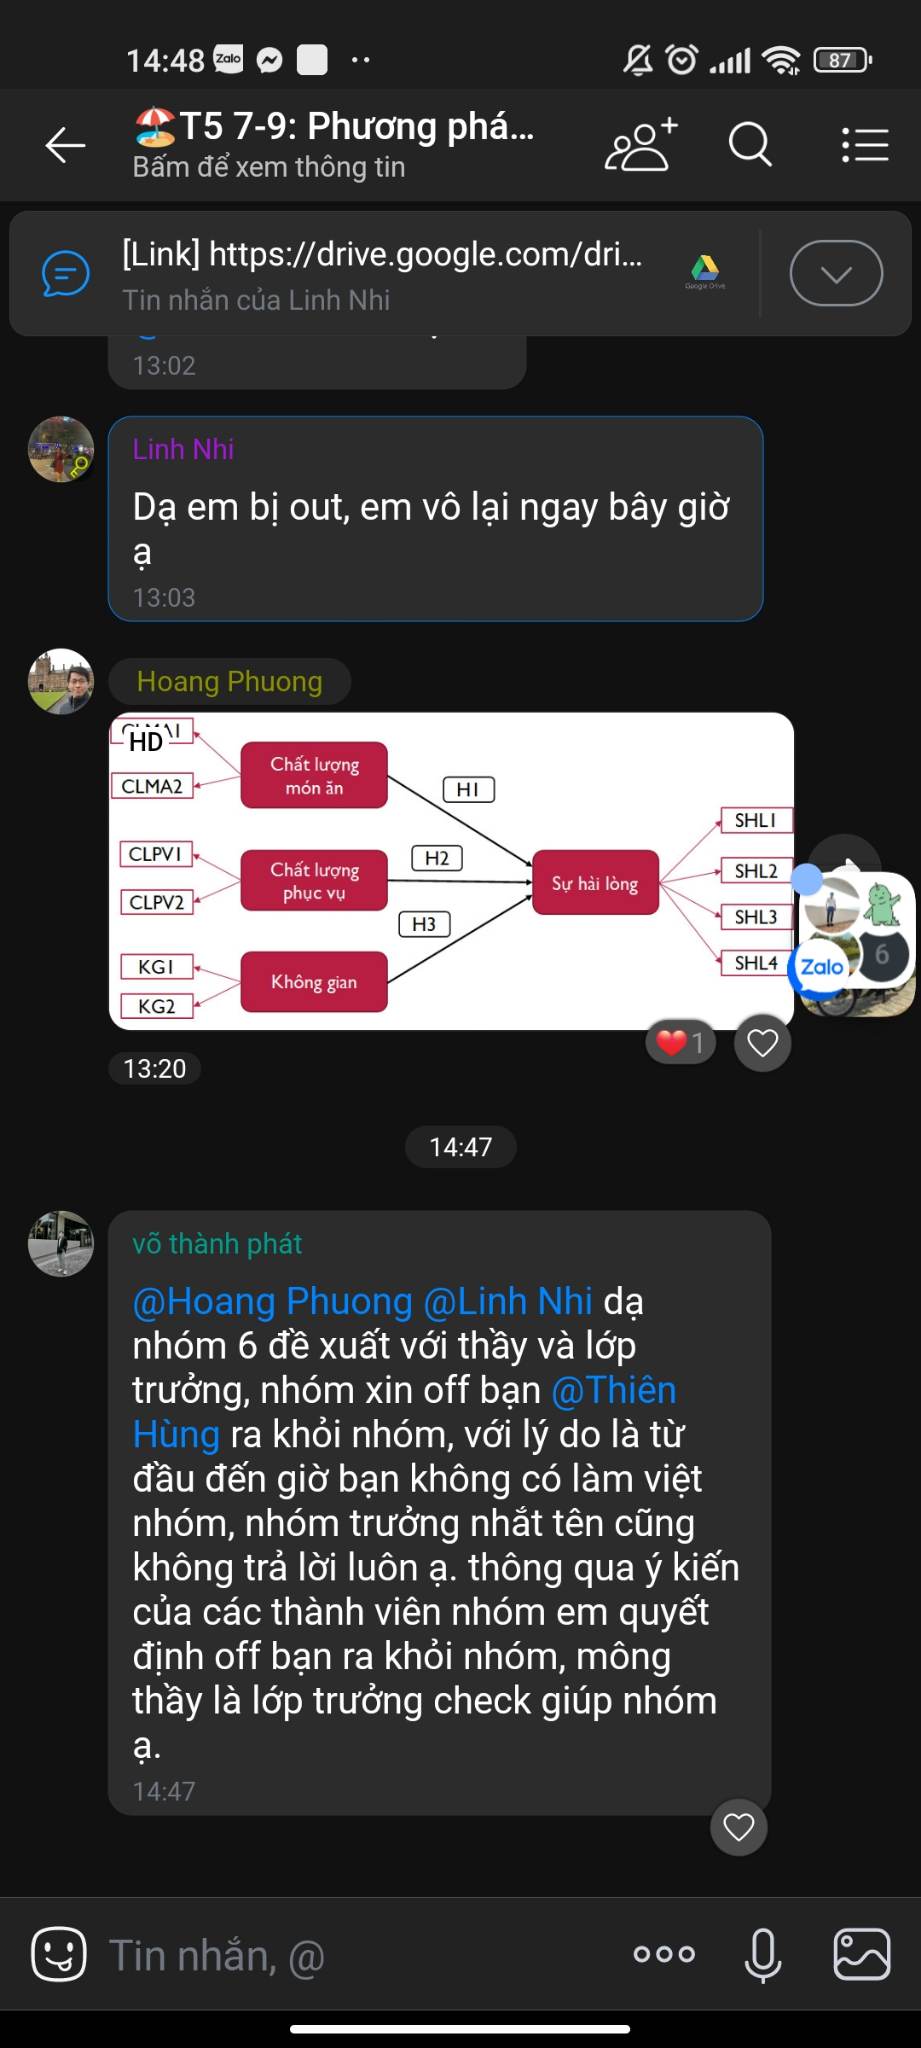 14:48
Zalo
87
T5 7-9: Phương phá...
Bấm để xem thông tin
[Link] https://drive.google.com/dri...
Tin nhắn của Linh Nhi
Google Drive
13:02
Linh Nhi
Dạ em bị out, em vô lại ngay bây giờ
ạ
13:03
Hoang Phuong
HD
CLMA2
CLPV1
CLPV2
KG1
KG2
Chất lượng
món ăn
Chất lượng
phục vụ
Không gian
H1
H2
H3
Sự hài lòng
SHL1
SHL2
SHL3
SHL4
6
Zalo
1
13:20
14:47
võ thành phát
@Hoang Phuong @Linh Nhi dạ
nhóm 6 đề xuất với thầy và lớp
trưởng, nhóm xin off bạn @Thiên
Hùng ra khỏi nhóm, với lý do là từ
đầu đến giờ bạn không có làm việt
nhóm, nhóm trưởng nhắt tên cũng
không trả lời luôn ạ. thông qua ý kiến
của các thành viên nhóm em quyết
định off bạn ra khỏi nhóm, mông
thầy là lớp trưởng check giúp nhóm
ạ.
14:47
Tin nhắn, @